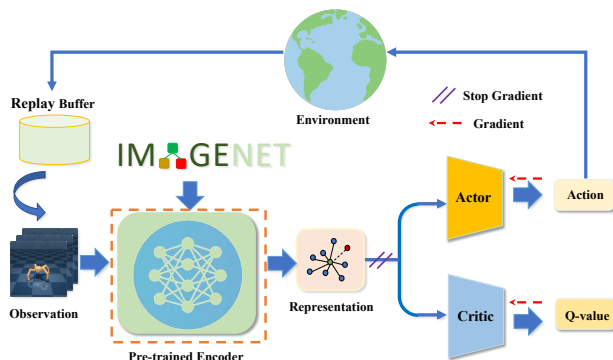 Replay Buffer
Environment
Stop Gradient
Gradient
IMAGENET
Actor
Action
Observation
Pre-trained Encoder
Representation
Critic
Q-value